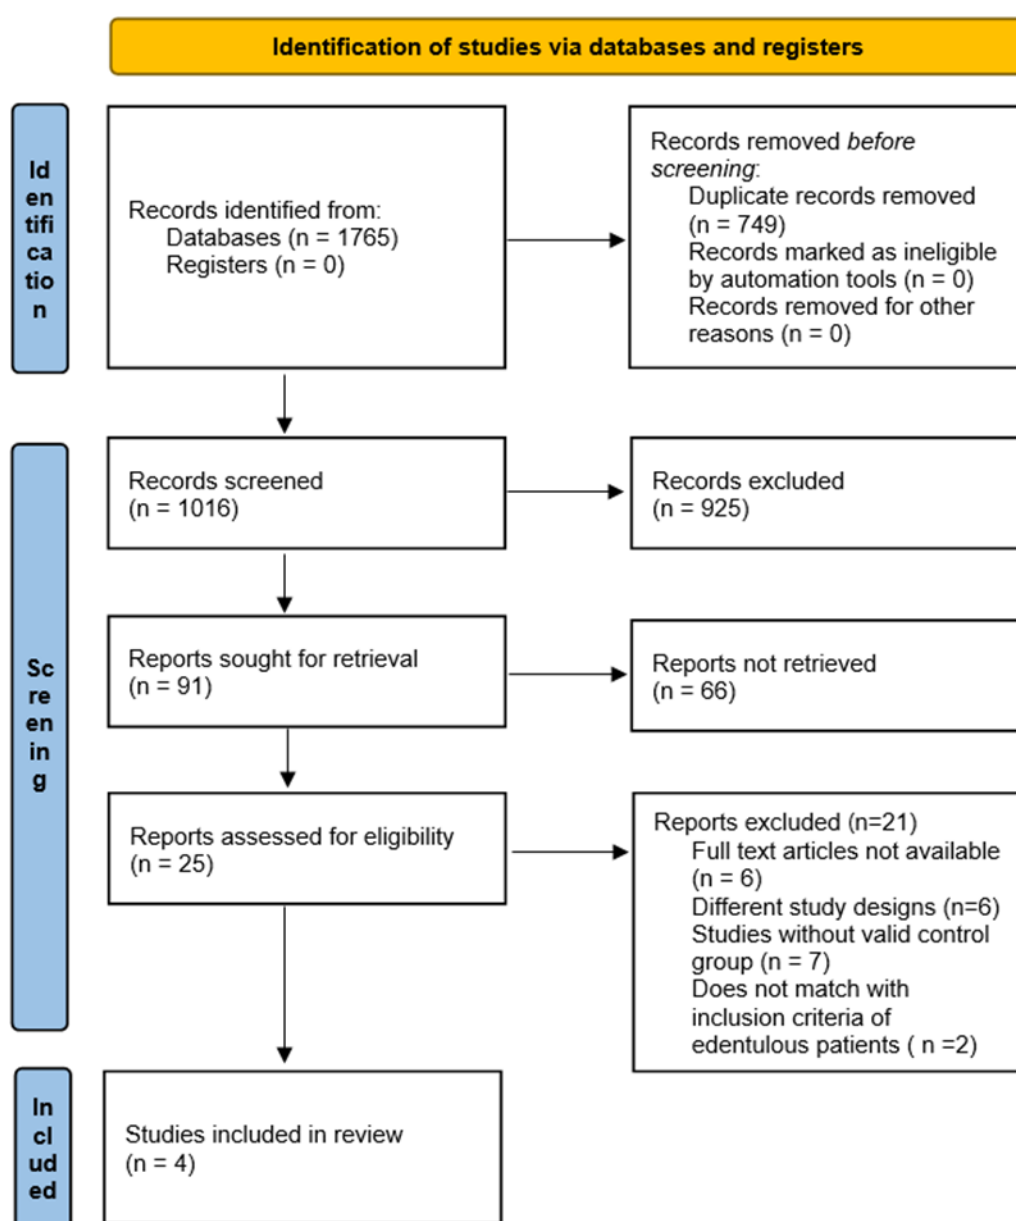 Identification of studies via databases and registers
Id
en
tifi
ca
tio
n
Records identified from:
Databases (n = 1765)
Registers (n = 0)
Records removed before
screening:
Duplicate records removed
(n = 749)
Records marked as ineligible
by automation tools (n = 0)
Records removed for other
reasons (n = 0)
Sc
re
en
in
g
Records screened
(n = 1016)
Records excluded
(n = 925)
Reports sought for retrieval
(n = 91)
Reports not retrieved
(n = 66)
Reports assessed for eligibility
(n = 25)
Reports excluded (n=21)
Full text articles not available
(n = 6)
Different study designs (n=6)
Studies without valid control
group (n = 7)
Does not match with
inclusion criteria of
edentulous patients ( n =2)
In
cl
ud
ed
Studies included in review
(n = 4)